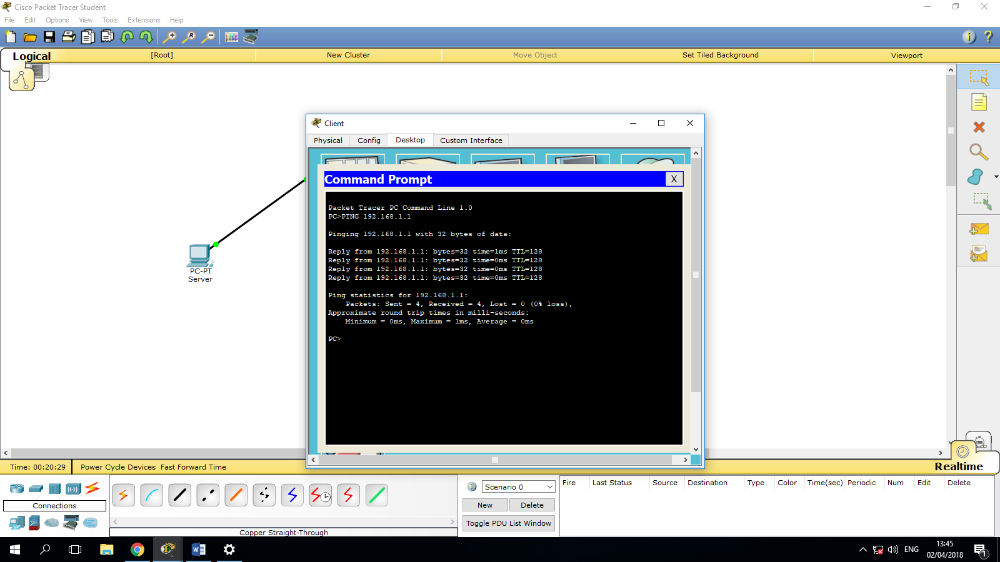 Cisco Packet Tracer Student
File Edit Options View Tools Extensions Help
Logical [Root] New Cluster Move Object Set Tiled Background Viewport
Client
Physical Config Desktop Custom Interface
Command Prompt X
Packet Tracer PC Command Line 1.0
PC>PING 192.168.1.1
Pinging 192.168.1.1 with 32 bytes of data:
Reply from 192.168.1.1: bytes=32 time=1ms TTL=128
Reply from 192.168.1.1: bytes=32 time=0ms TTL=128
Reply from 192.168.1.1: bytes=32 time=0ms TTL=128
Reply from 192.168.1.1: bytes=32 time=0ms TTL=128
Ping statistics for 192.168.1.1:
Packets: Sent = 4, Received = 4, Lost = 0 (0% loss),
Approximate round trip times in milli-seconds:
Minimum = 0ms, Maximum = 1ms, Average = 0ms
PC>
PC-PT
Server
Time: 00:20:29 Power Cycle Devices Fast Forward Time
Realtime
Connections
Copper Straight-Through
Scenario 0
New Delete
Toggle PDU List Window
Fire Last Status Source Destination Type Color Time(sec) Periodic Num Edit Delete
ENG
13:45
02/04/2018
1